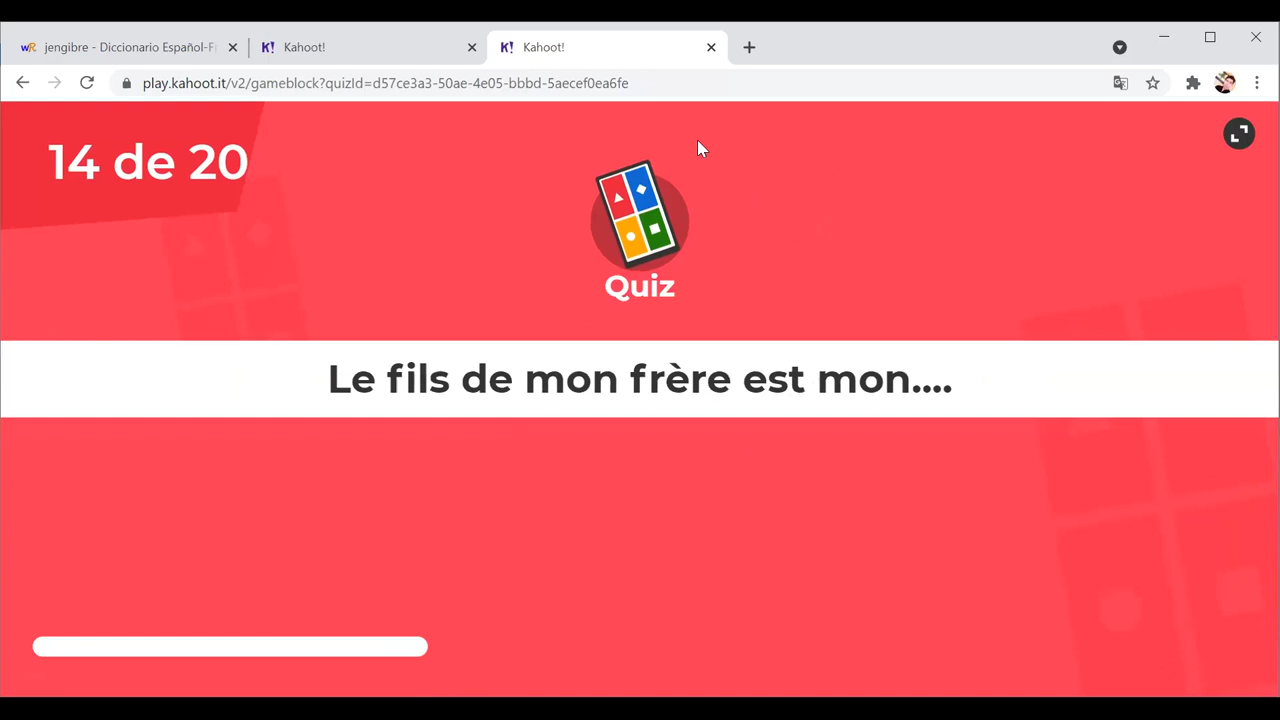 wR jengibre - Diccionario Español-F
K! Kahoot!
K! Kahoot!
play.kahoot.it/v2/gameblock?quizId=d57ce3a3-50ae-4e05-bbbd-5aecef0ea6fe
14 de 20
Quiz
Le fils de mon frère est mon....